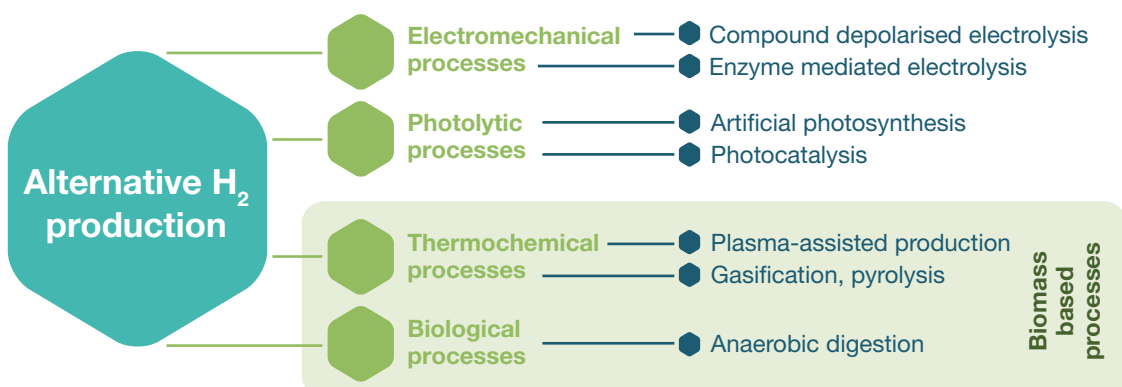 Alternative H₂
production
Electromechanical
processes
Compound depolarised electrolysis
Enzyme mediated electrolysis
Photolytic
processes
Artificial photosynthesis
Photocatalysis
Thermochemical
processes
Plasma-assisted production
Gasification, pyrolysis
Biological
processes
Anaerobic digestion
Biomass
based
processes